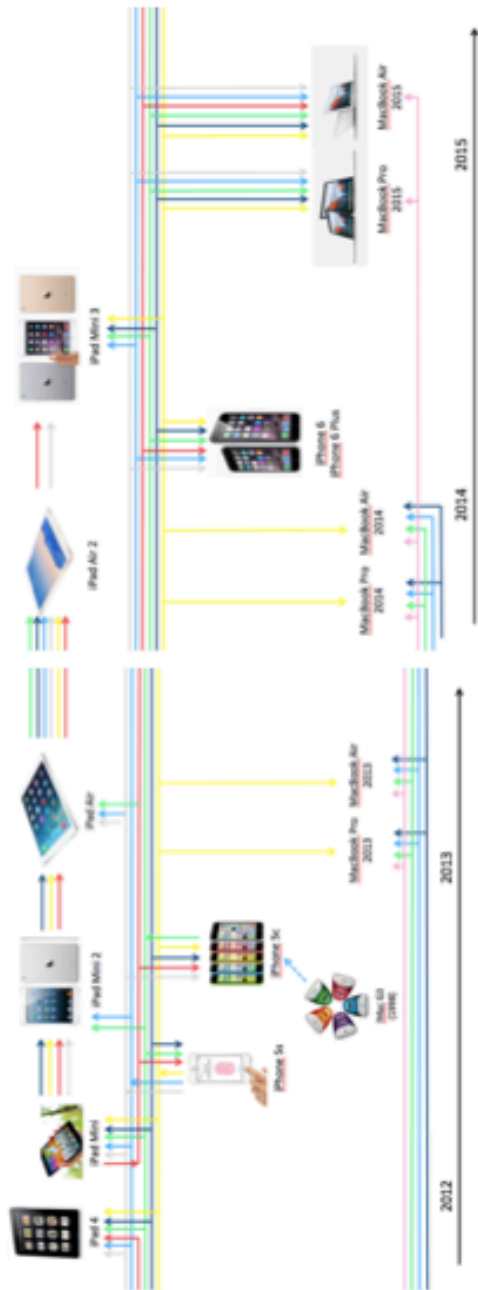 iPad 4
iPad Mini
iPad Mini 2
iPad Air
iPad Air 2
iPad Mini 3
iPhone 5s
iPhone 5c
iMac G3
(1998)
MacBook Pro
2013
MacBook Air
2013
MacBook Pro
2014
MacBook Air
2014
iPhone 6
iPhone 6 Plus
MacBook Pro
2015
MacBook Air
2015
2012
2013
2014
2015